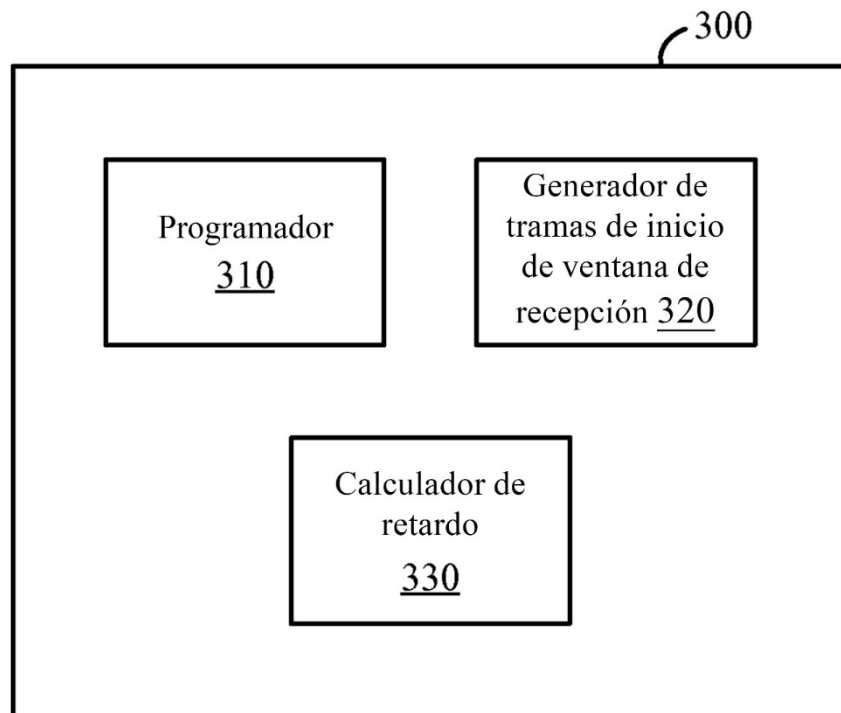 300
Programador
310
Generador de
tramas de inicio
de ventana de
recepción 320
Calculador de
retardo
330